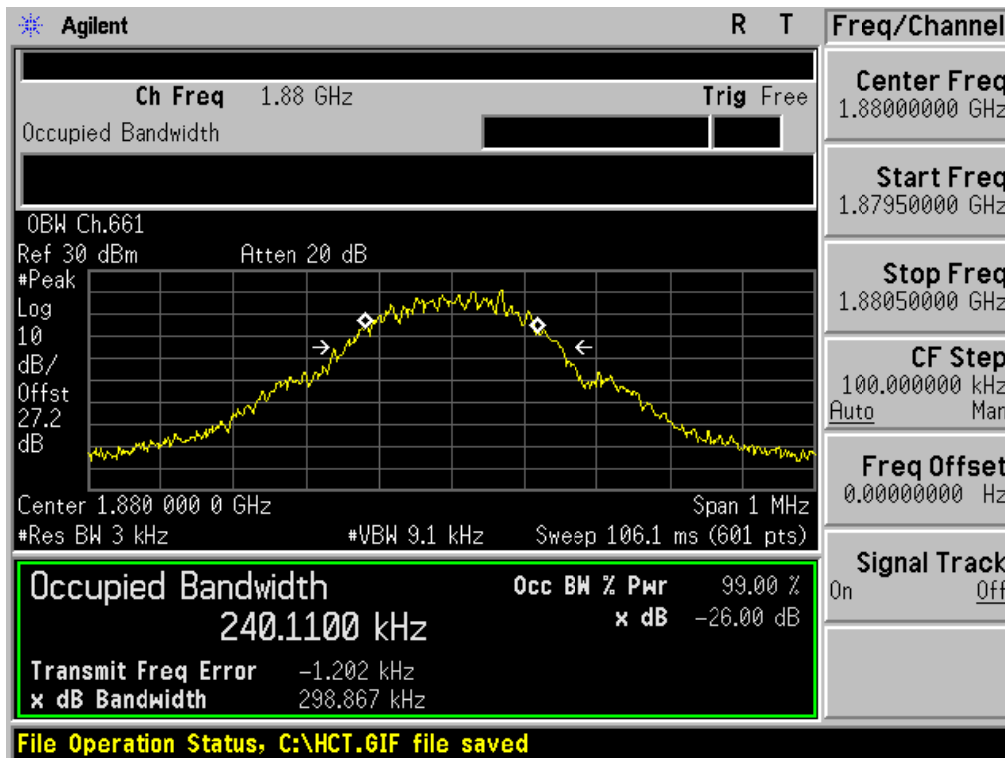 Agilent R T Freq/Channel
Ch Freq 1.88 GHz Trig Free
Occupied Bandwidth
Center Freq
1.88000000 GHz
Start Freq
1.87950000 GHz
Stop Freq
1.88050000 GHz
CF Step
100.000000 kHz
Auto Man
Freq Offset
0.00000000 Hz
Signal Track
On Off
OBW Ch.661
Ref 30 dBm Atten 20 dB
#Peak
Log
10
dB/
Offst
27.2
dB
Center 1.880 000 0 GHz Span 1 MHz
#Res BW 3 kHz #VBW 9.1 kHz Sweep 106.1 ms (601 pts)
Occupied Bandwidth Occ BW % Pwr 99.00 %
240.1100 kHz x dB -26.00 dB
Transmit Freq Error -1.202 kHz
x dB Bandwidth 298.867 kHz
File Operation Status, C:\HCT.GIF file saved